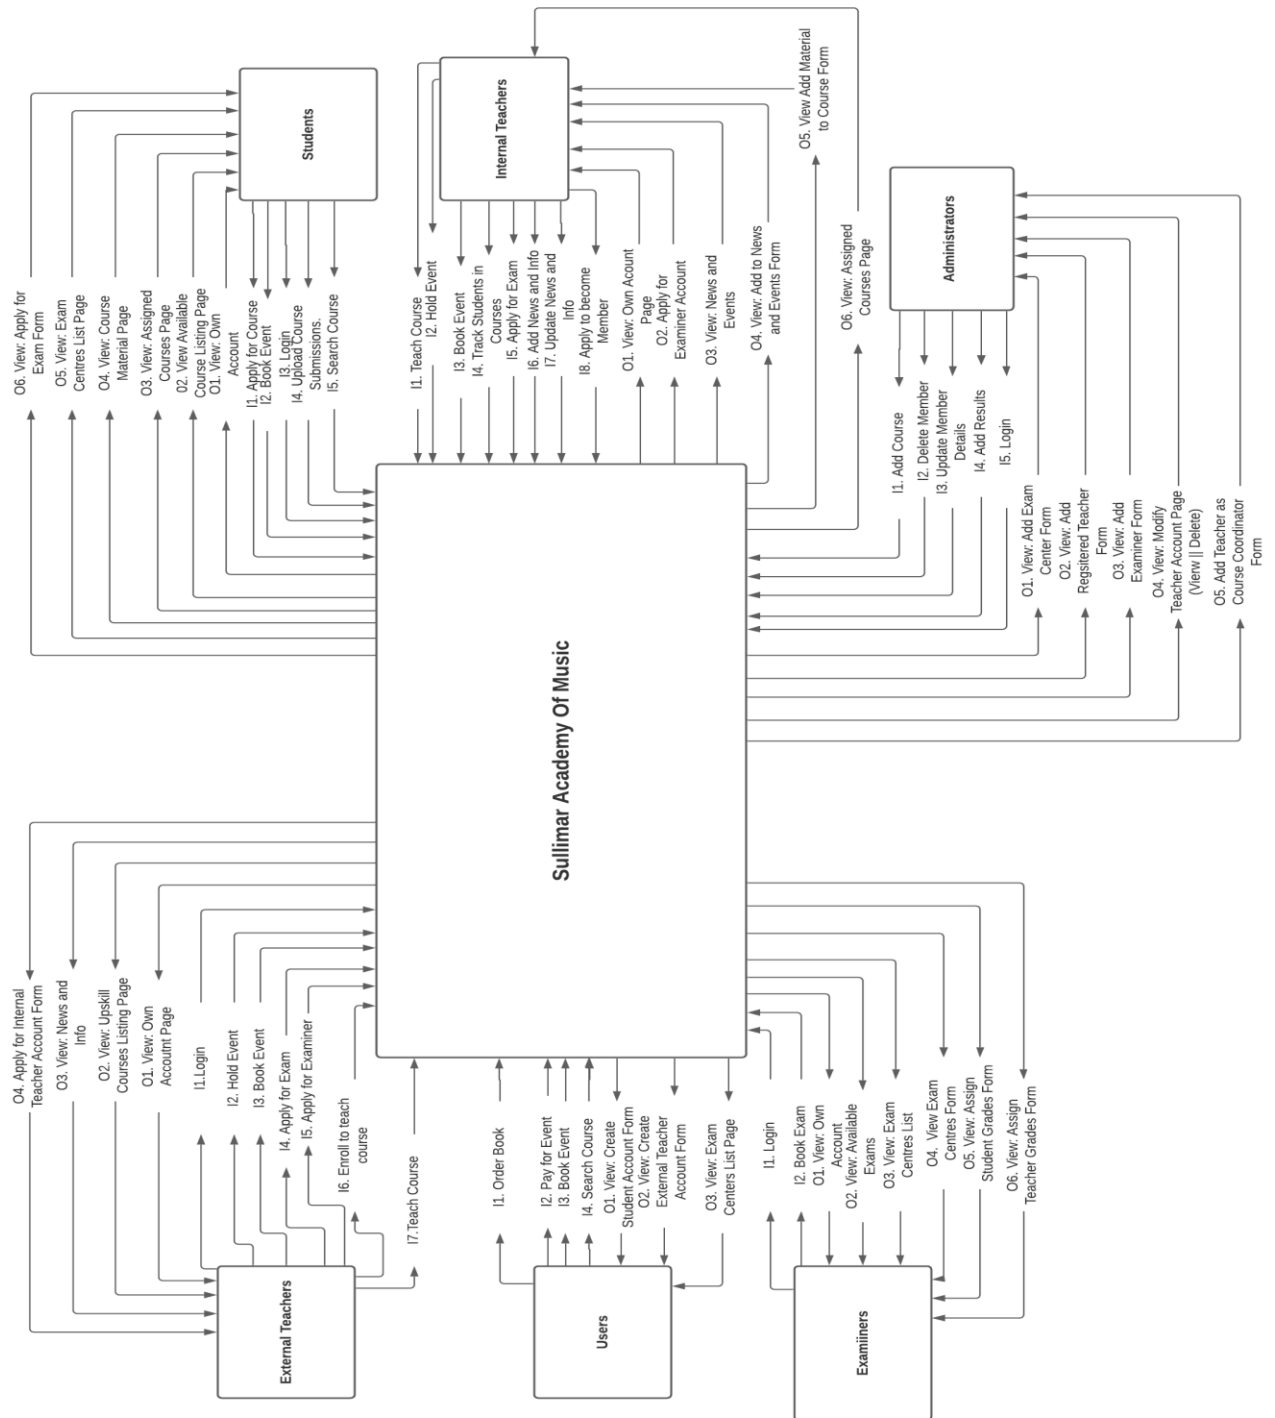 O6. View: Apply for
Exam Form
O5. View: Exam
Centres List Page
O4. View: Course
Material Page
O3. View: Assigned
Courses Page
02. View Available
Course Listing Page
O1. View: Own
Account
Students
I1. Apply for Course
I2. Book Event
I3. Login
I4. Upload Course
Submissions.
I5. Search Course
Internal Teachers
I1. Teach Course
I2. Hold Event
I3. Book Event
I4. Track Students in
Courses
I5. Apply for Exam
I6. Add News and Info
I7. Update News and
Info
I8. Apply to become
Member
O1. View: Own Acount
Page
O2. Apply for
Examiner Account
O3. View: News and
Events
O4. View: Add to News
and Events Form
O5. View Add Material
to Course Form
O6. View: Assigned
Courses Page
Administrators
I1. Add Course
I2. Delete Member
I3. Update Member
Details
I4. Add Results
I5. Login
O1. View: Add Exam
Center Form
O2. View: Add
Regsitered Teacher
Form
O3. View: Add
Examiner Form
O4. View: Modify
Teacher Account Page
(Vierw || Delete)
O5. Add Teacher as
Course Coordinator
Form
Sullimar Academy Of Music
O4. Apply for Internal
Teacher Account Form
O3. View: News and
Info
O2. View: Upskill
Courses Listing Page
O1. View: Own
Accoutnt Page
I1.Login
I2. Hold Event
I3. Book Event
I4. Apply for Exam
I5. Apply for Examiner
I6. Enroll to teach
course
I7.Teach Course
External Teachers
I1. Order Book
I2. Pay for Event
I3. Book Event
I4. Search Course
O1. View: Create
Student Account Form
O2. View: Create
External Teacher
Account Form
O3. View: Exam
Centers List Page
Users
I1. Login
I2. Book Exam
O1. View: Own
Account
O2. View: Available
Exams
O3. View: Exam
Centres List
O4. View Exam
Centres Form
O5. View: Assign
Student Grades Form
O6. View: Assign
Teacher Grades Form
Examiiners